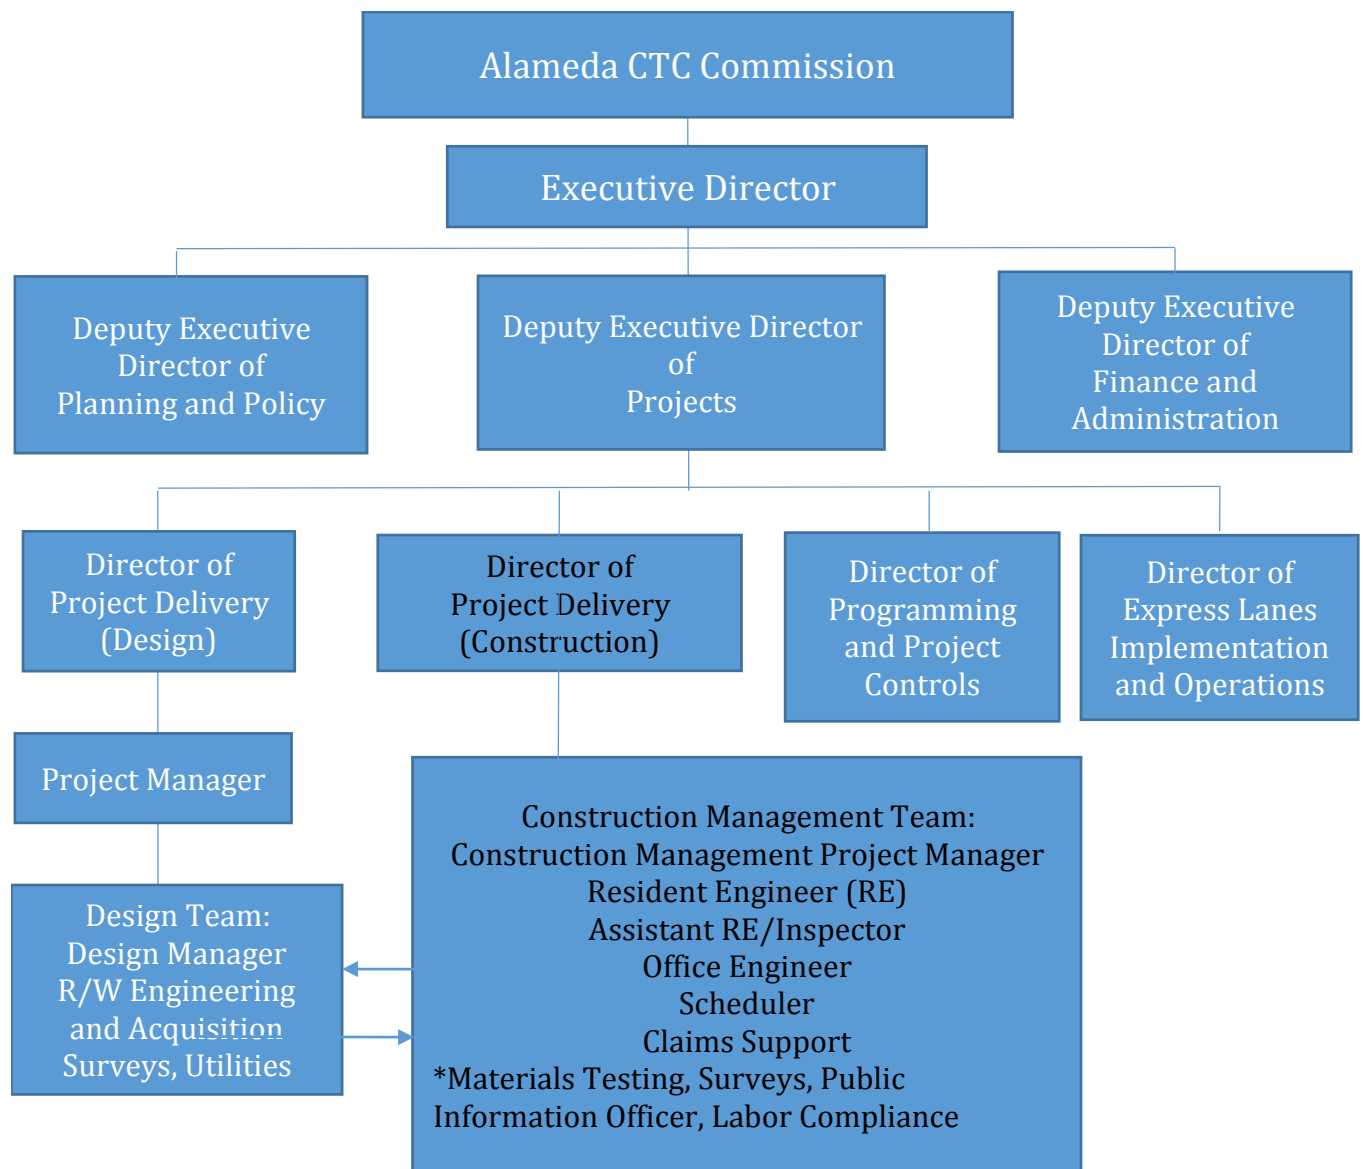 Alameda CTC Commission
Executive Director
Deputy Executive
Director of
Planning and Policy
Deputy Executive Director
of
Projects
Deputy Executive
Director of
Finance and
Administration
Director of
Project Delivery
(Design)
Director of
Project Delivery
(Construction)
Director of
Programming
and Project
Controls
Director of
Express Lanes
Implementation
and Operations
Project Manager
Design Team:
Design Manager
R/W Engineering
and Acquisition
Surveys, Utilities
Construction Management Team:
Construction Management Project Manager
Resident Engineer (RE)
Assistant RE/Inspector
Office Engineer
Scheduler
Claims Support
*Materials Testing, Surveys, Public
Information Officer, Labor Compliance